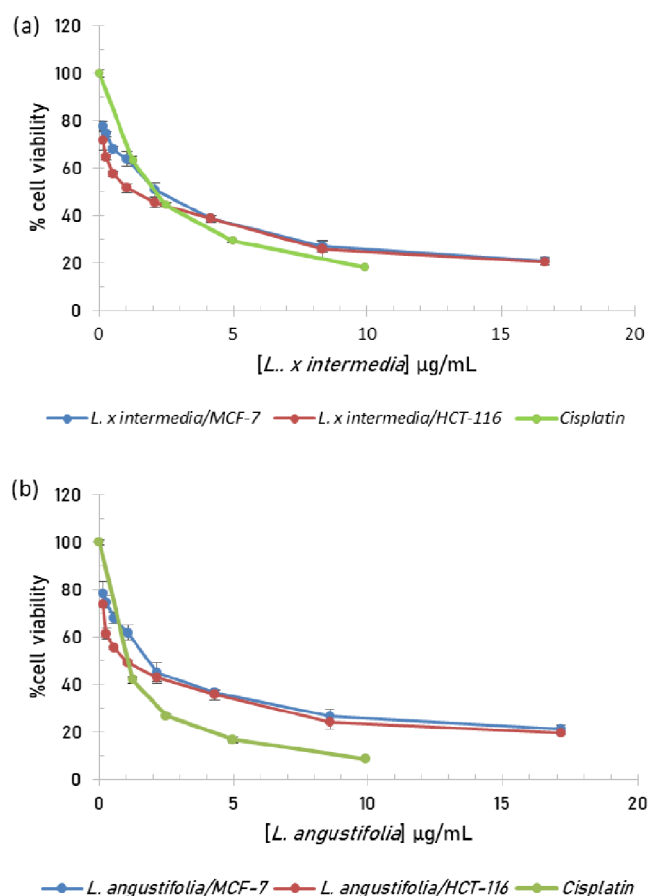 (a)
120
100
80
60
40
20
0
% cell viability
0 5 10 15 20
[L.. x intermedia] µg/mL
L. x intermedia/MCF-7 L. x intermedia/HCT-116 Cisplatin
(b)
120
100
80
60
40
20
0
%cell viability
0 5 10 15 20
[L. angustifolia] µg/mL
L. angustifolia/MCF-7 L. angustifolia/HCT-116 Cisplatin